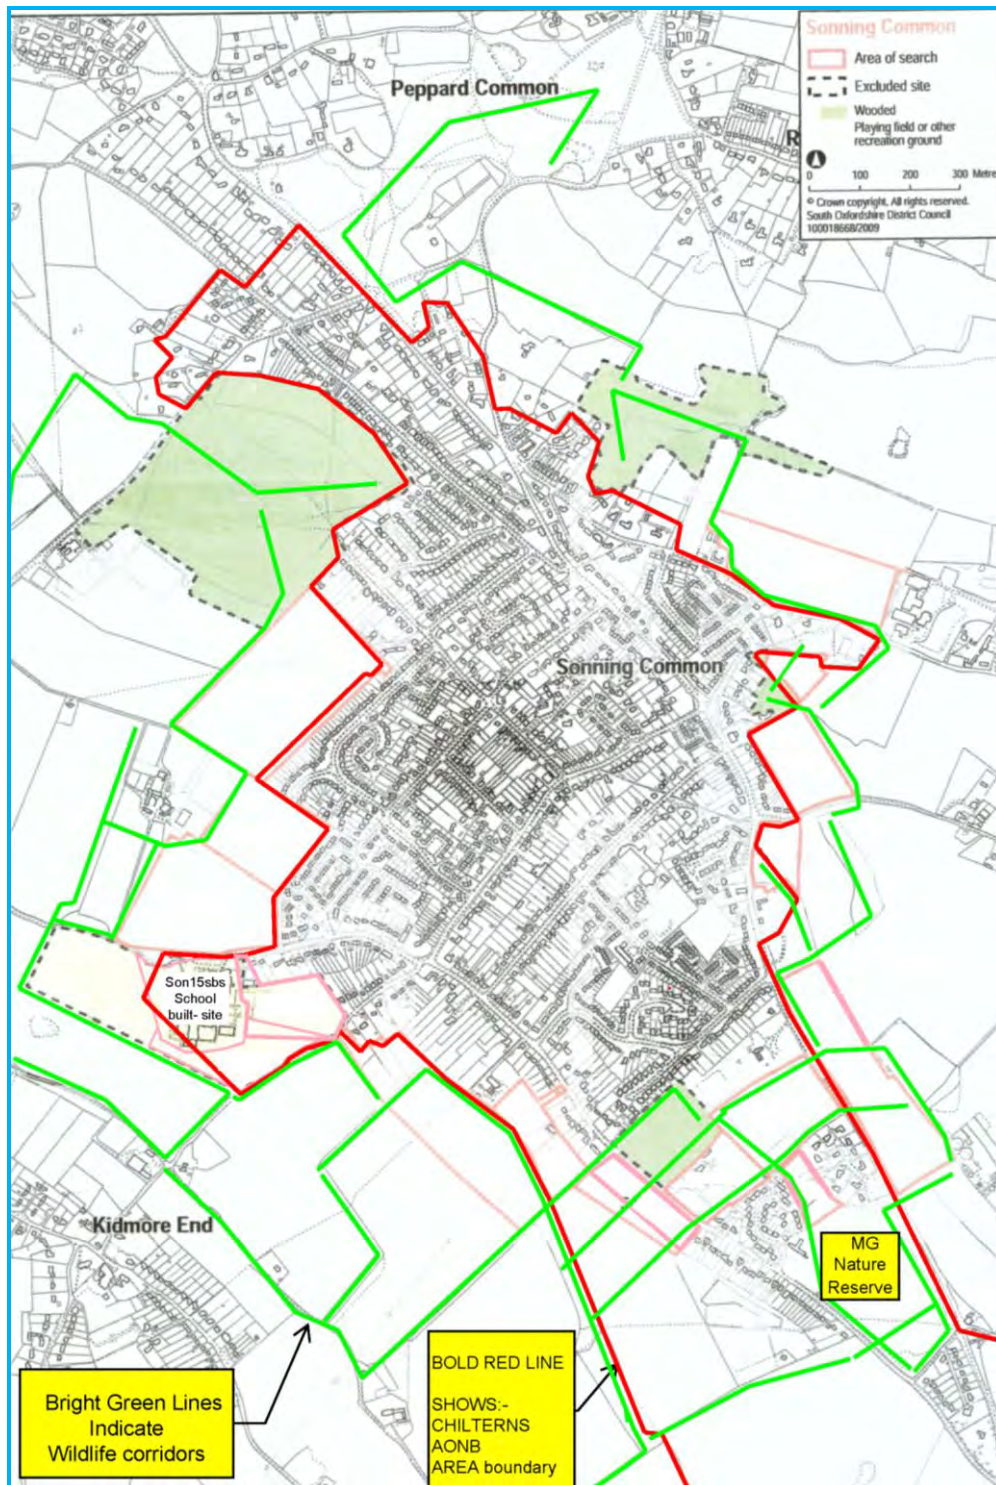 Sonning Common
Area of search
Excluded site
Wooded
Playing field or other
recreation ground
0 100 200 300 Metre
© Crown copyright. All rights reserved.
South Oxfordshire District Council
100018668/2009
Peppard Common
R
Sonning Common
Son15sbs
School
built- site
Kidmore End
MG
Nature
Reserve
Bright Green Lines
Indicate
Wildlife corridors
BOLD RED LINE
SHOWS:-
CHILTERNS
AONB
AREA boundary